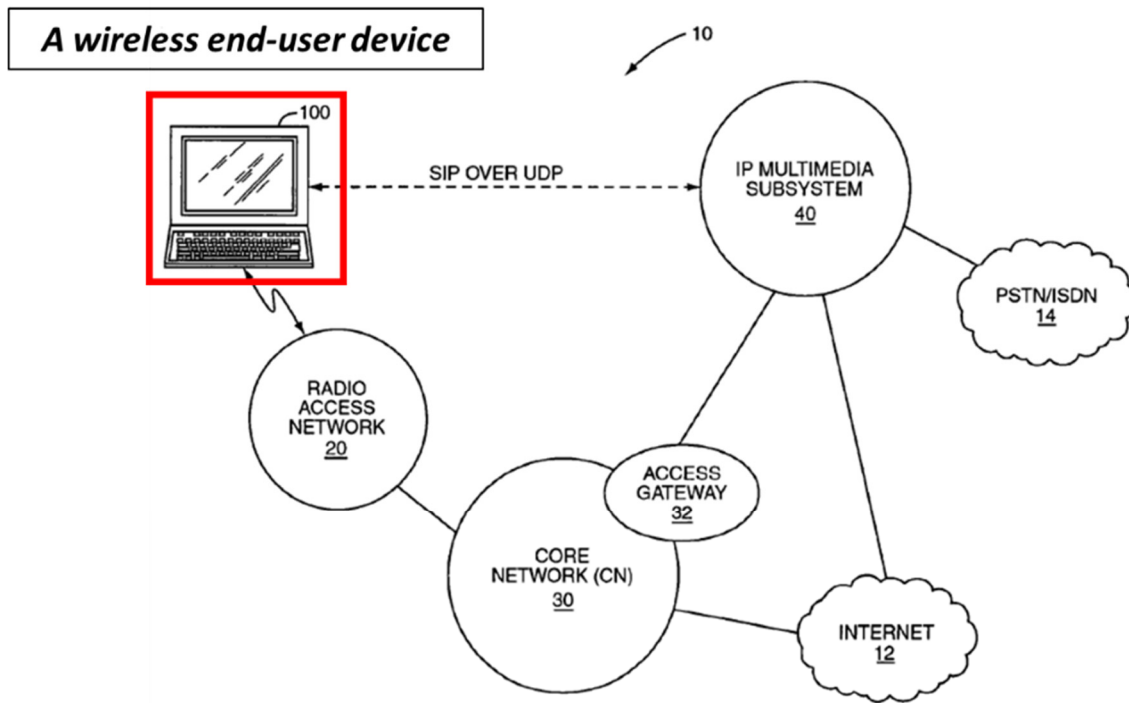 A wireless end-user device
10
100
SIP OVER UDP
IP MULTIMEDIA
SUBSYSTEM
40
PSTN/ISDN
14
RADIO
ACCESS
NETWORK
20
ACCESS
GATEWAY
32
CORE
NETWORK (CN)
30
INTERNET
12